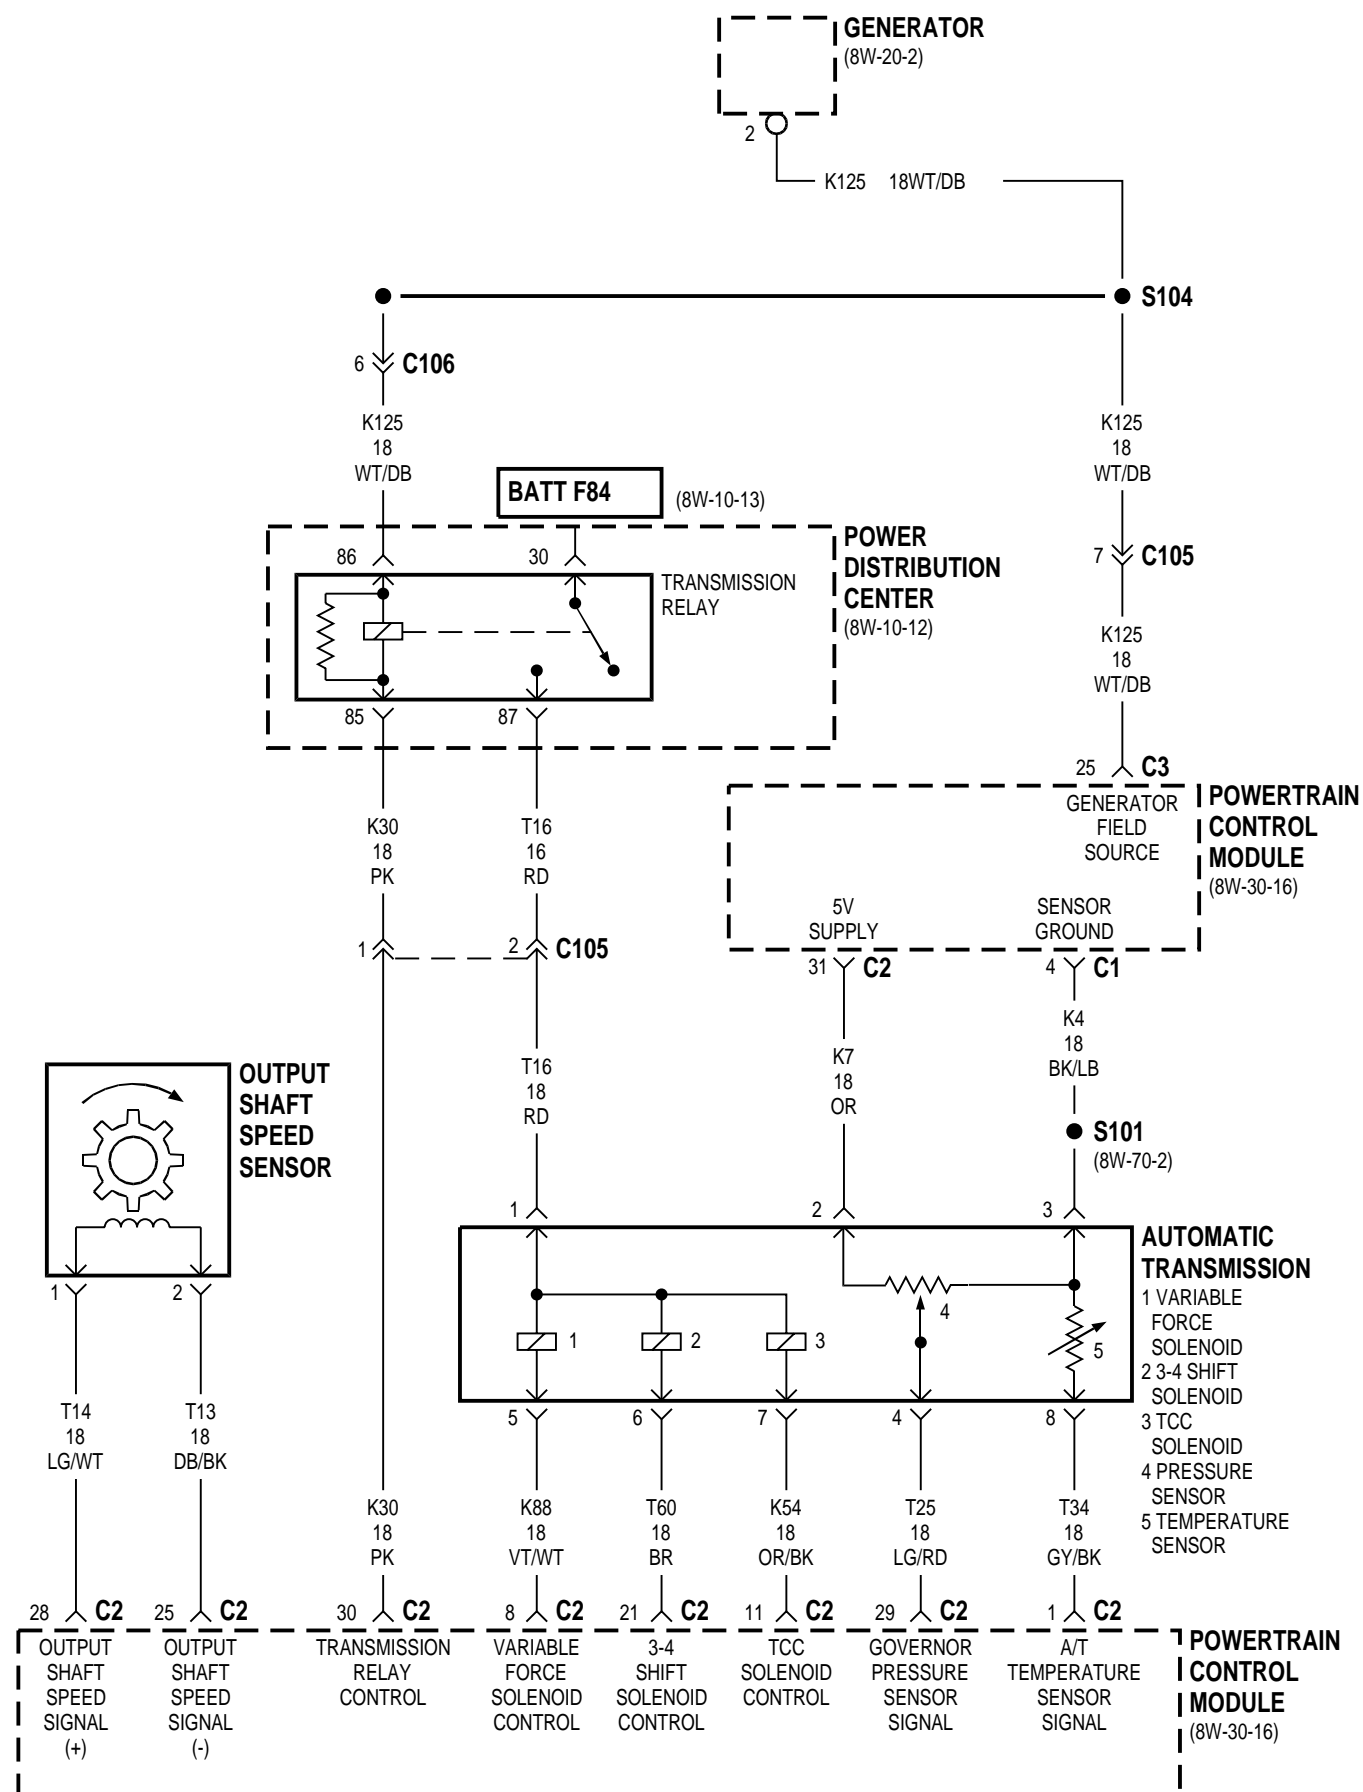 GENERATOR
(8W-20-2)
2
K125 18WT/DB
S104
6 C106
K125
18
WT/DB
K125
18
WT/DB
BATT F84
(8W-10-13)
POWER
DISTRIBUTION
CENTER
(8W-10-12)
86
30
TRANSMISSION
RELAY
7 C105
K125
18
WT/DB
85
87
25 C3
GENERATOR
FIELD
SOURCE
POWERTRAIN
CONTROL
MODULE
(8W-30-16)
K30
18
PK
T16
16
RD
5V
SUPPLY
SENSOR
GROUND
1
2 C105
31 C2
4 C1
K4
18
BK/LB
K7
18
OR
T16
18
RD
OUTPUT
SHAFT
SPEED
SENSOR
S101
(8W-70-2)
1
2
3
AUTOMATIC
TRANSMISSION
1 VARIABLE
FORCE
SOLENOID
2 3-4 SHIFT
SOLENOID
3 TCC
SOLENOID
4 PRESSURE
SENSOR
5 TEMPERATURE
SENSOR
1
2
1
2
3
4
5
5
6
7
4
8
T14
18
LG/WT
T13
18
DB/BK
K30
18
PK
K88
18
VT/WT
T60
18
BR
K54
18
OR/BK
T25
18
LG/RD
T34
18
GY/BK
28 C2
25 C2
30 C2
8 C2
21 C2
11 C2
29 C2
1 C2
OUTPUT
SHAFT
SPEED
SIGNAL
(+)
OUTPUT
SHAFT
SPEED
SIGNAL
(-)
TRANSMISSION
RELAY
CONTROL
VARIABLE
FORCE
SOLENOID
CONTROL
3-4
SHIFT
SOLENOID
CONTROL
TCC
SOLENOID
CONTROL
GOVERNOR
PRESSURE
SENSOR
SIGNAL
A/T
TEMPERATURE
SENSOR
SIGNAL
POWERTRAIN
CONTROL
MODULE
(8W-30-16)